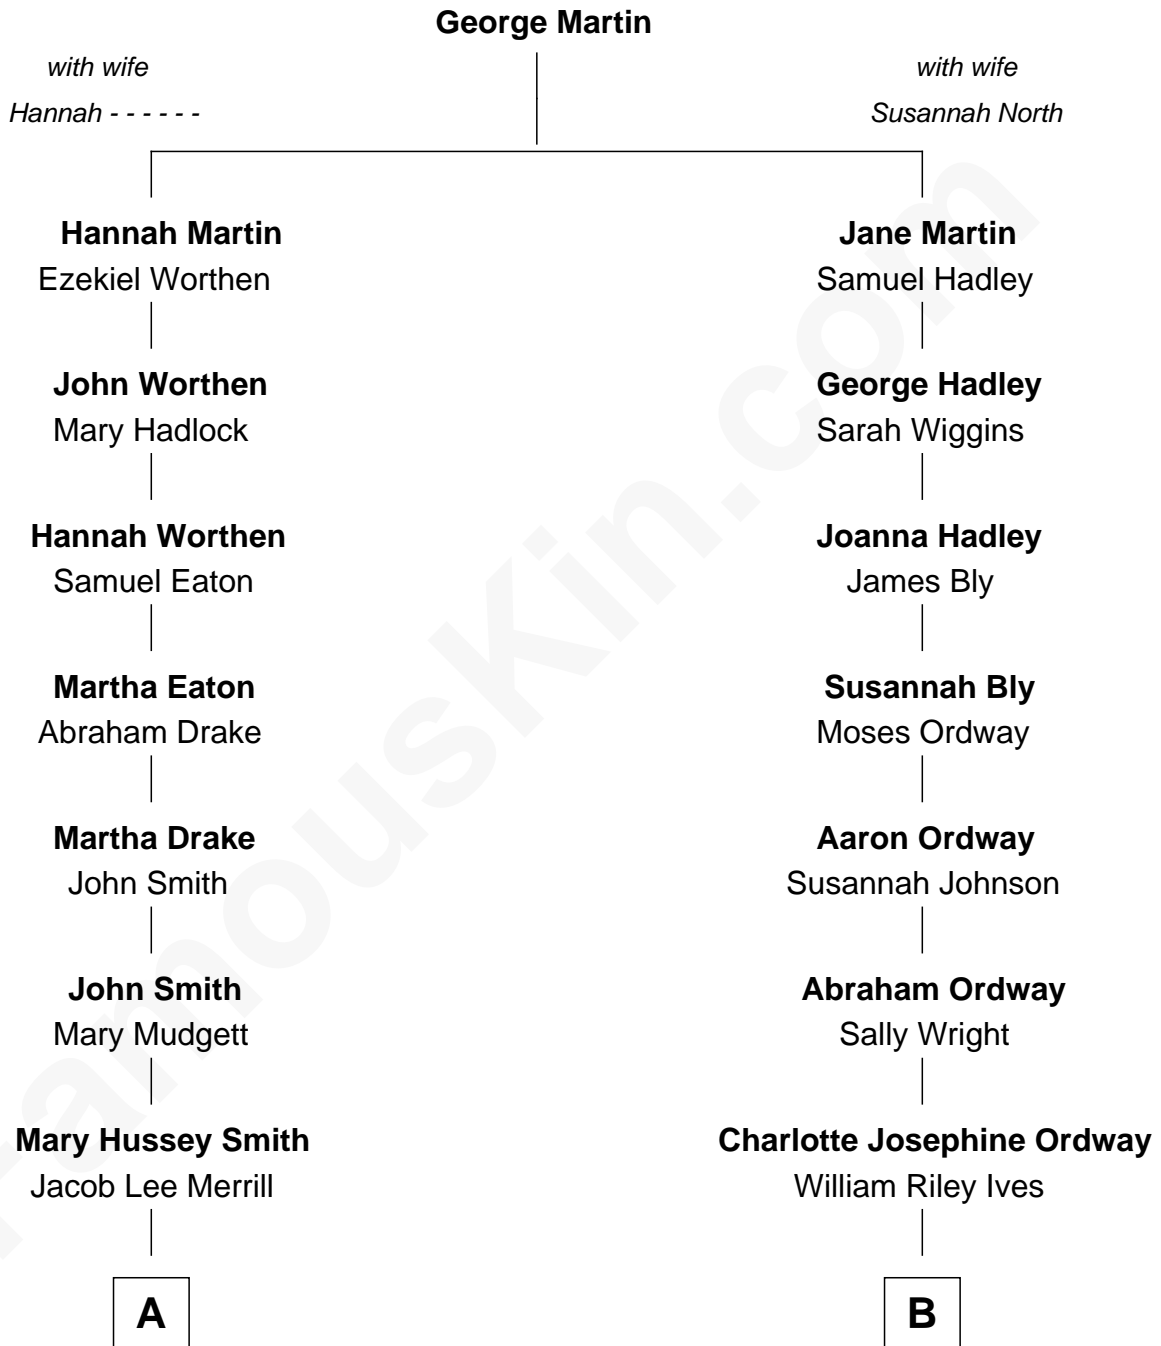 George Martin
with wife
with wife
Hannah - - - - - -
Susannah North
Hannah Martin
Jane Martin
Ezekiel Worthen
Samuel Hadley
John Worthen
George Hadley
Mary Hadlock
Sarah Wiggins
Hannah Worthen
Joanna Hadley
Samuel Eaton
James Bly
Martha Eaton
Susannah Bly
Abraham Drake
Moses Ordway
Martha Drake
Aaron Ordway
John Smith
Susannah Johnson
John Smith
Abraham Ordway
Mary Mudgett
Sally Wright
Mary Hussey Smith
Charlotte Josephine Ordway
Jacob Lee Merrill
William Riley Ives
A
B
FamousKin.com